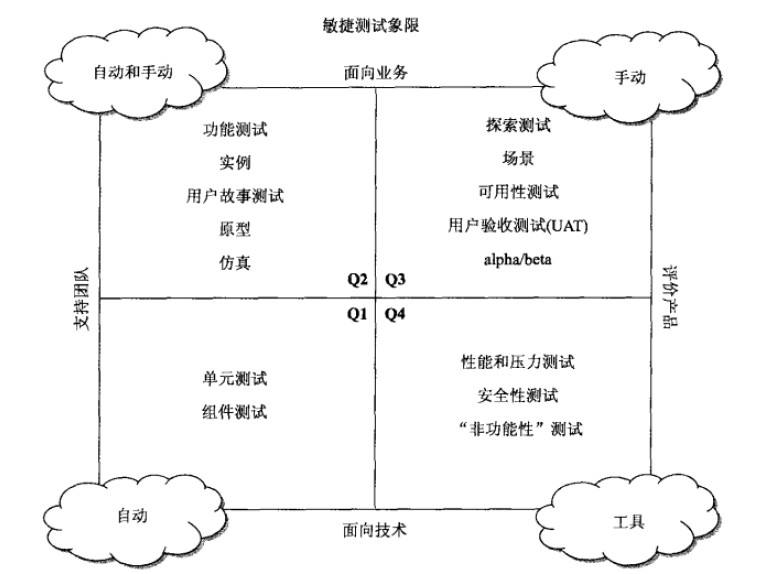 敏捷测试象限
自动和手动
面向业务
手动
功能测试
实例
用户故事测试
原型
仿真
探索测试
场景
可用性测试
用户验收测试(UAT)
alpha/beta
支持团队
评价产品
Q2
Q3
Q1
Q4
单元测试
组件测试
性能和压力测试
安全性测试
“非功能性”测试
自动
面向技术
工具